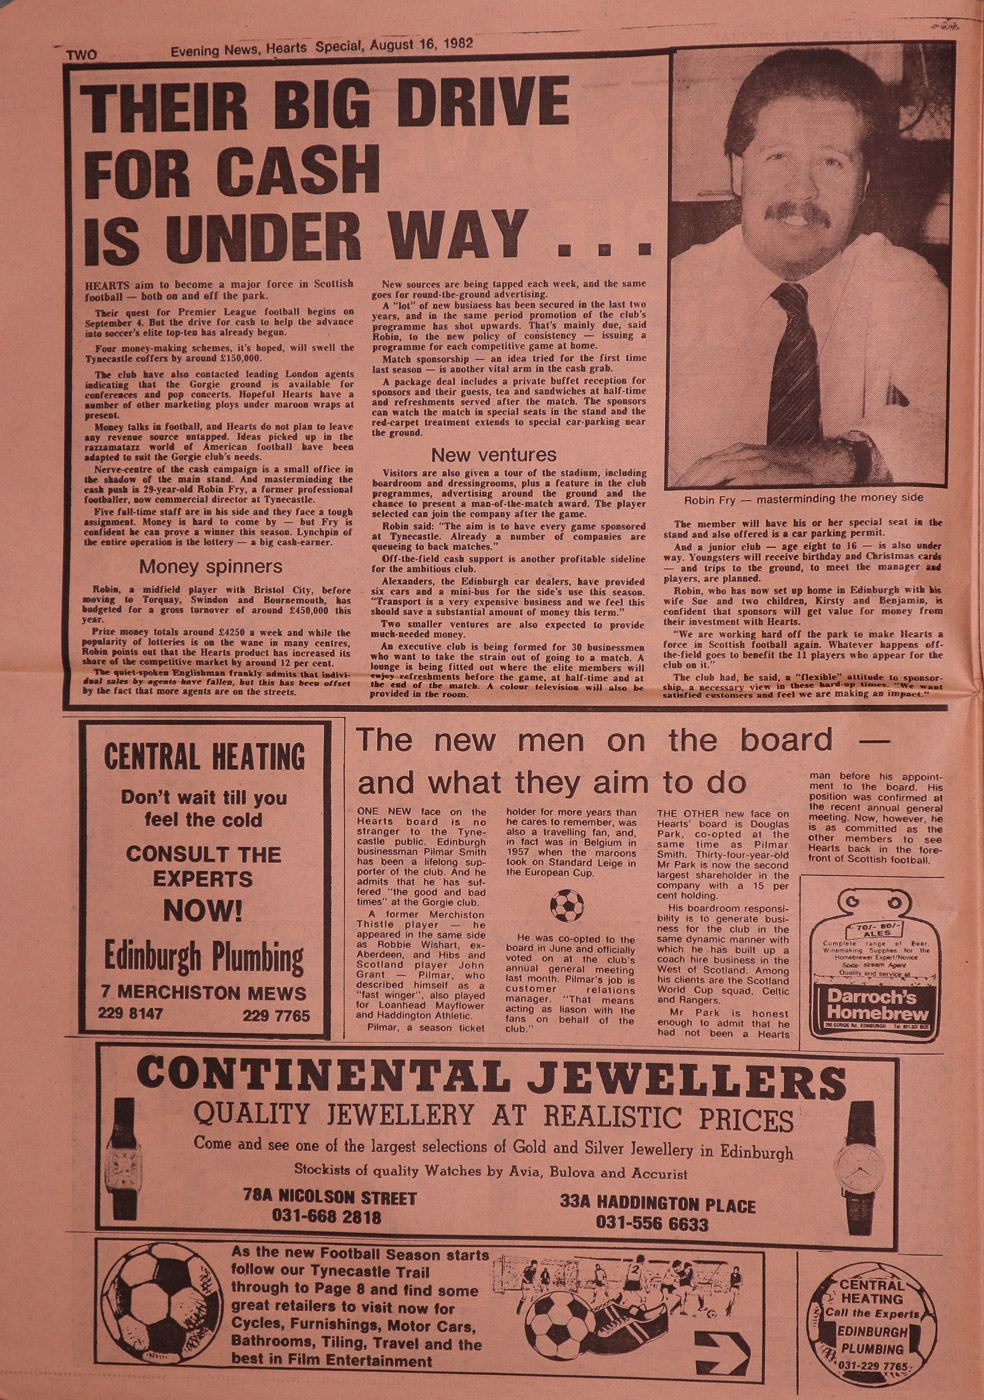 TWO
Evening News, Hearts Special, August 16, 1982
THEIR BIG DRIVE
FOR CASH
IS UNDER WAY . . .
HEARTS aim to become a major force in Scottish
football — both on and off the park.
Their quest for Premier League football begins on
September 4. But the drive for cash to help the advance
into soccer's elite top-ten has already begun.
Four money-making schemes, it's hoped, will swell the
Tynecastle coffers by around £150,000.
The club have also contacted leading London agents
indicating that the Gorgie ground is available for
conferences and pop concerts. Hopeful Hearts have a
number of other marketing ploys under maroon wraps at
present.
Money talks in football, and Hearts do not plan to leave
any revenue source untapped. Ideas picked up in the
razzamatazz world of American football have been
adapted to suit the Gorgie club's needs.
Nerve-centre of the cash campaign is a small office in
the shadow of the main stand. And masterminding the
cash push is 29-year-old Robin Fry, a former professional
footballer, now commercial director at Tynecastle.
Five full-time staff are in his side and they face a tough
assignment. Money is hard to come by — but Fry is
confident he can prove a winner this season. Lynchpin of
the entire operation is the lottery — a big cash-earner.
Money spinners
Robin, a midfield player with Bristol City, before
moving to Torquay, Swindon and Bournemouth, has
budgeted for a gross turnover of around £450,000 this
year.
Prize money totals around £4250 a week and while the
popularity of lotteries is on the wane in many centres,
Robin points out that the Hearts product has increased its
share of the competitive market by around 12 per cent.
The quiet-spoken Englishman frankly admits that indivi-
dual sales by agents have fallen, but this has been offset
by the fact that more agents are on the streets.
New sources are being tapped each week, and the same
goes for round-the-ground advertising.
A "lot" of new business has been secured in the last two
years, and in the same period promotion of the club's
programme has shot upwards. That's mainly due, said
Robin, to the new policy of consistency — issuing a
programme for each competitive game at home.
Match sponsorship — an idea tried for the first time
last season — is another vital arm in the cash grab.
A package deal includes a private buffet reception for
sponsors and their guests, tea and sandwiches at half-time
and refreshments served after the match. The sponsors
can watch the match in special seats in the stand and the
red-carpet treatment extends to special car-parking near
the ground.
New ventures
Visitors are also given a tour of the stadium, including
boardroom and dressingrooms, plus a feature in the club
programmes, advertising around the ground and the
chance to present a man-of-the-match award. The player
selected can join the company after the game.
Robin said: "The aim is to have every game sponsored
at Tynecastle. Already a number of companies are
queueing to back matches."
Off-the-field cash support is another profitable sideline
for the ambitious club.
Alexanders, the Edinburgh car dealers, have provided
six cars and a mini-bus for the side's use this season.
"Transport is a very expensive business and we feel this
should save a substantial amount of money this term."
Two smaller ventures are also expected to provide
much-needed money.
An executive club is being formed for 30 businessmen
who want to take the strain out of going to a match. A
lounge is being fitted out where the elite members will
enjoy refreshments before the game, at half-time and at
the end of the match. A colour television will also be
provided in the room.
Robin Fry — masterminding the money side
The member will have his or her special seat in the
stand and also offered is a car parking permit.
And a junior club — age eight to 16 — is also under
way. Youngsters will receive birthday and Christmas cards
— and trips to the ground, to meet the manager and
players, are planned.
Robin, who has now set up home in Edinburgh with his
wife Sue and two children, Kirsty and Benjamin, is
confident that sponsors will get value for money from
their investment with Hearts.
"We are working hard off the park to make Hearts a
force in Scottish football again. Whatever happens off-
the-field goes to benefit the 11 players who appear for the
club on it."
The club had, he said, a "flexible" attitude to sponsor-
ship, a necessary view in these hard-up times. "We want
satisfied customers and feel we are making an impact."
CENTRAL HEATING
Don't wait till you
feel the cold
CONSULT THE
EXPERTS
NOW!
Edinburgh Plumbing
7 MERCHISTON MEWS
229 8147 229 7765
The new men on the board —
and what they aim to do
ONE NEW face on the
Hearts board is no
stranger to the Tyne-
castle public. Edinburgh
businessman Pilmar Smith
has been a lifelong sup-
porter of the club. And he
admits that he has suf-
fered "the good and bad
times" at the Gorgie club.
A former Merchiston
Thistle player — he
appeared in the same side
as Robbie Wishart, ex-
Aberdeen, and Hibs and
Scotland player John
Grant — Pilmar, who
described himself as a
"fast winger", also played
for Loanhead Mayflower
and Haddington Athletic.
Pilmar, a season ticket
holder for more years than
he cares to remember, was
also a travelling fan, and,
in fact was in Belgium in
1957 when the maroons
took on Standard Leige in
the European Cup.
He was co-opted to the
board in June and officially
voted on at the club's
annual general meeting
last month. Pilmar's job is
customer relations
manager. "That means
acting as liason with the
fans on behalf of the
club."
THE OTHER new face on
Hearts' board is Douglas
Park, co-opted at the
same time as Pilmar
Smith. Thirty-four-year-old
Mr Park is now the second
largest shareholder in the
company with a 15 per
cent holding.
His boardroom responsi-
bility is to generate busi-
ness for the club in the
same dynamic manner with
which he has built up a
coach hire business in the
West of Scotland. Among
his clients are the Scotland
World Cup squad, Celtic
and Rangers.
Mr Park is honest
enough to admit that he
had not been a Hearts
man before his appoint-
ment to the board. His
position was confirmed at
the recent annual general
meeting. Now, however, he
is as committed as the
other members to see
Hearts back in the fore-
front of Scottish football.
70/- 80/-
ALES
Complete range of Beer,
Winemaking Supplies for the
Homebrewer Expert/Novice
Soda-stream Agent
Quality and service at
Darroch's
Homebrew
GORGIE Rd., EDINBURGH
CONTINENTAL JEWELLERS
QUALITY JEWELLERY AT REALISTIC PRICES
Come and see one of the largest selections of Gold and Silver Jewellery in Edinburgh
Stockists of quality Watches by Avia, Bulova and Accurist
78A NICOLSON STREET 33A HADDINGTON PLACE
031-668 2818 031-556 6633
As the new Football Season starts
follow our Tynecastle Trail
through to Page 8 and find some
great retailers to visit now for
Cycles, Furnishings, Motor Cars,
Bathrooms, Tiling, Travel and the
best in Film Entertainment
CENTRAL
HEATING
Call the Experts
EDINBURGH
PLUMBING
031-229 7765